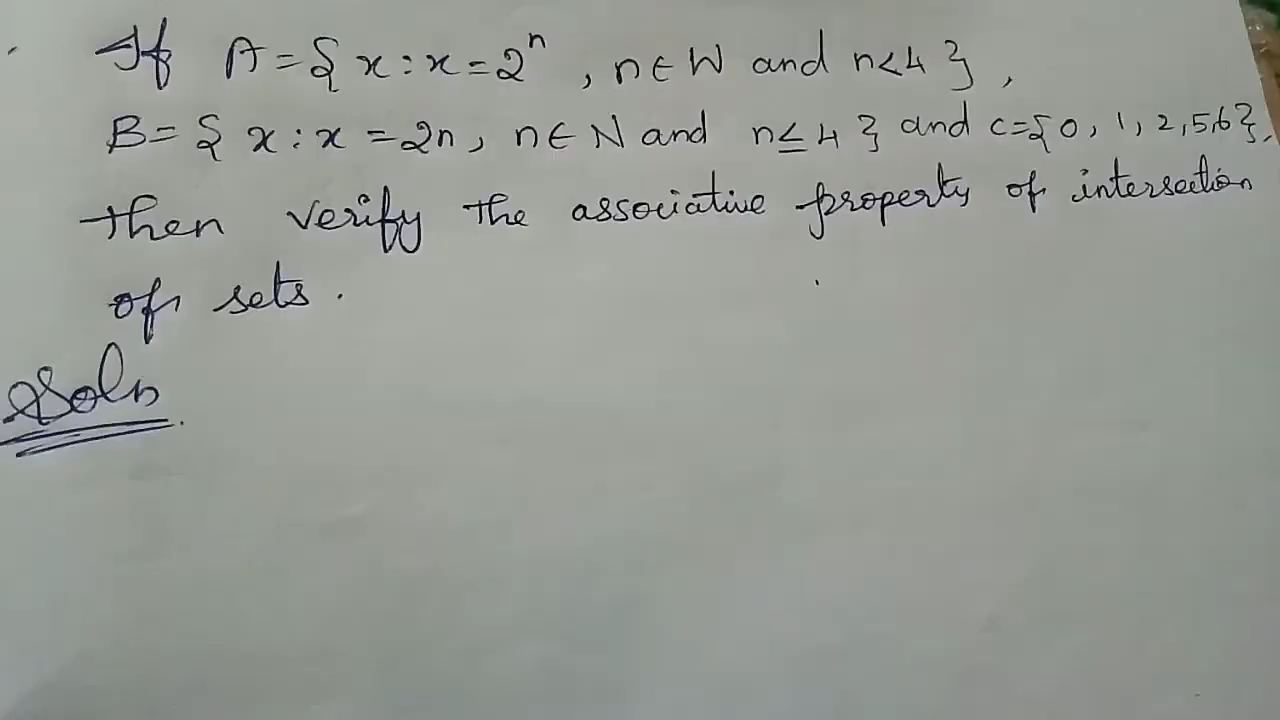 If A = { x : x = 2ⁿ , n ∈ W and n < 4 } ,
B = { x : x = 2n, n ∈ N and n ≤ 4 } and c = {0, 1, 2, 5, 6},
then verify the associative property of intersection
of sets.
Soln